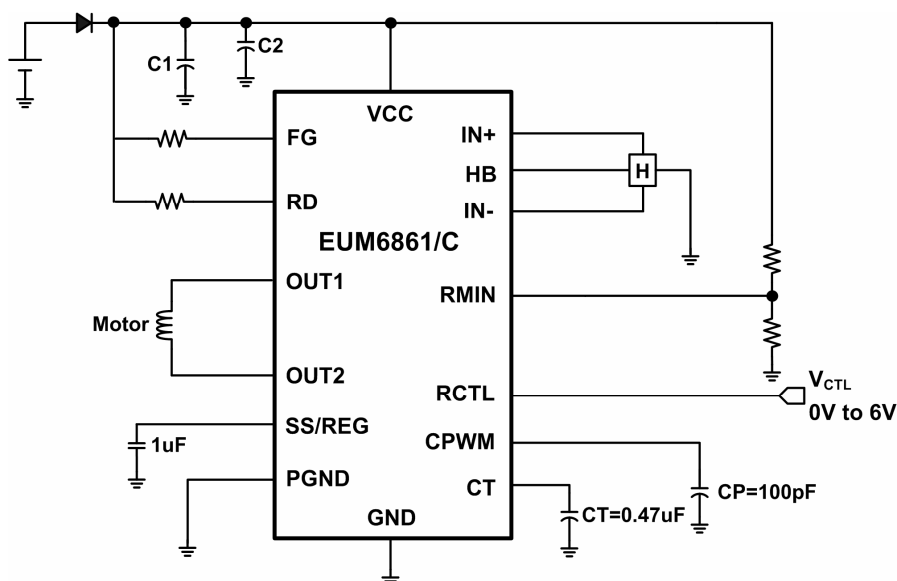 C1
C2
VCC
FG
IN+
HB
H
RD
IN-
EUM6861/C
OUT1
RMIN
Motor
OUT2
RCTL
VCTL
0V to 6V
SS/REG
1uF
CPWM
PGND
CT
CP=100pF
GND
CT=0.47uF